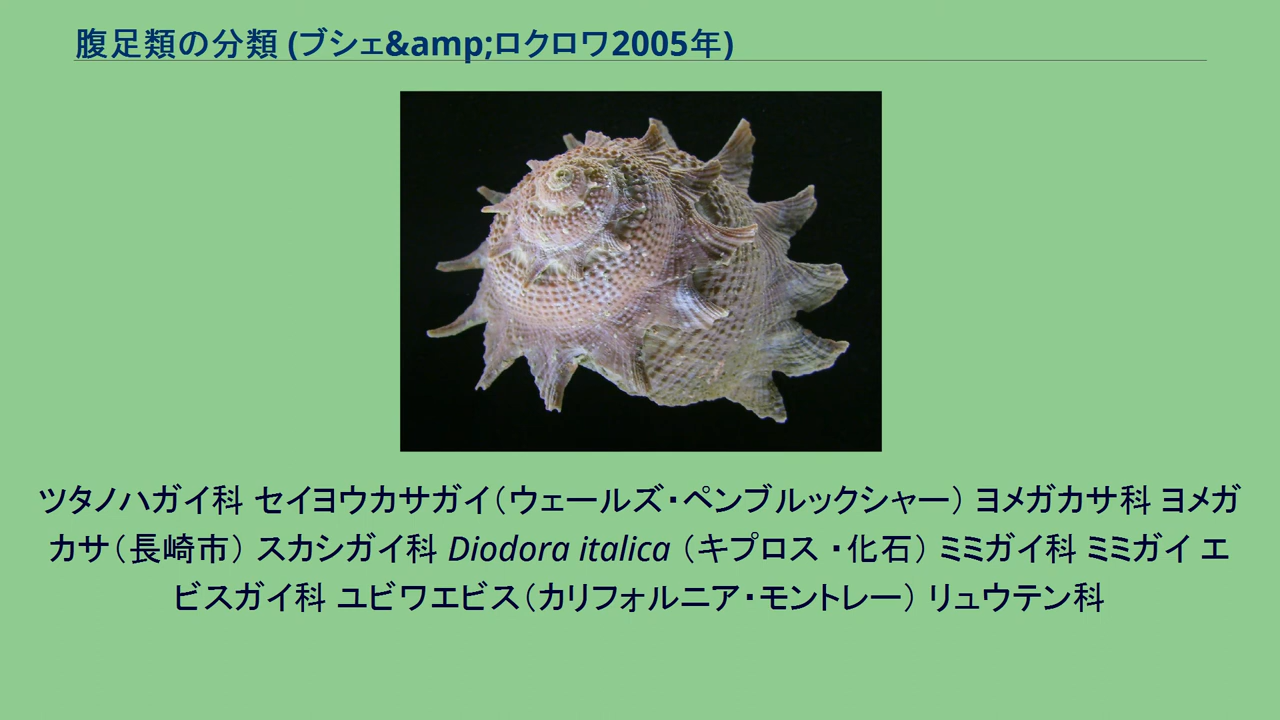 腹足類の分類 (ブシェ&amp;ロクロワ2005年)
ツタノハガイ科 セイヨウカサガイ（ウェールズ・ペンブルックシャー） ヨメガカサ科 ヨメガ
カサ（長崎市） スカシガイ科 Diodora italica （キプロス ・化石） ミミガイ科 ミミガイ エ
ビスガイ科 ユビワエビス（カリフォルニア・モントレー） リュウテン科